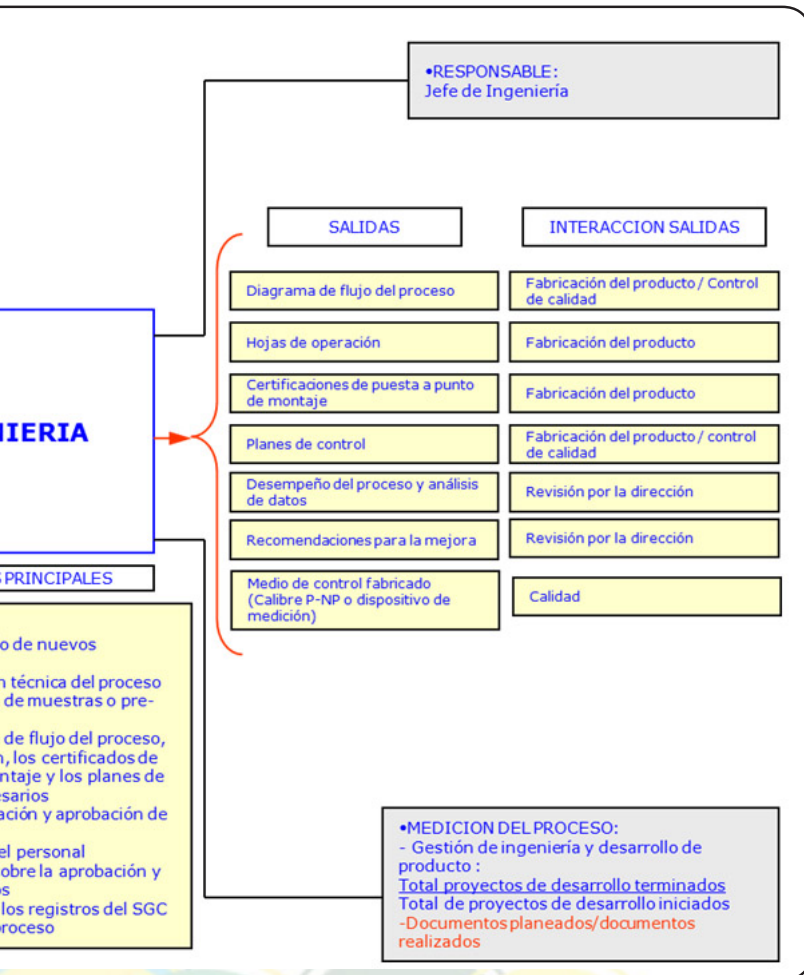 •RESPONSABLE:
Jefe de Ingeniería
SALIDAS
INTERACCION SALIDAS
Diagrama de flujo del proceso
Fabricación del producto / Control
de calidad
Hojas de operación
Fabricación del producto
Certificaciones de puesta a punto
de montaje
Fabricación del producto
Planes de control
Fabricación del producto / control
de calidad
Desempeño del proceso y análisis
de datos
Revisión por la dirección
Recomendaciones para la mejora
Revisión por la dirección
Medio de control fabricado
(Calibre P-NP o dispositivo de
medición)
Calidad
NIERIA
S PRINCIPALES
o de nuevos
n técnica del proceso
de muestras o pre-
de flujo del proceso,
n, los certificados de
ntaje y los planes de
esarios
ación y aprobación de
el personal
obre la aprobación y
os
los registros del SGC
proceso
•MEDICION DEL PROCESO:
- Gestión de ingeniería y desarrollo de
producto :
Total proyectos de desarrollo terminados
Total de proyectos de desarrollo iniciados
-Documentos planeados/documentos
realizados